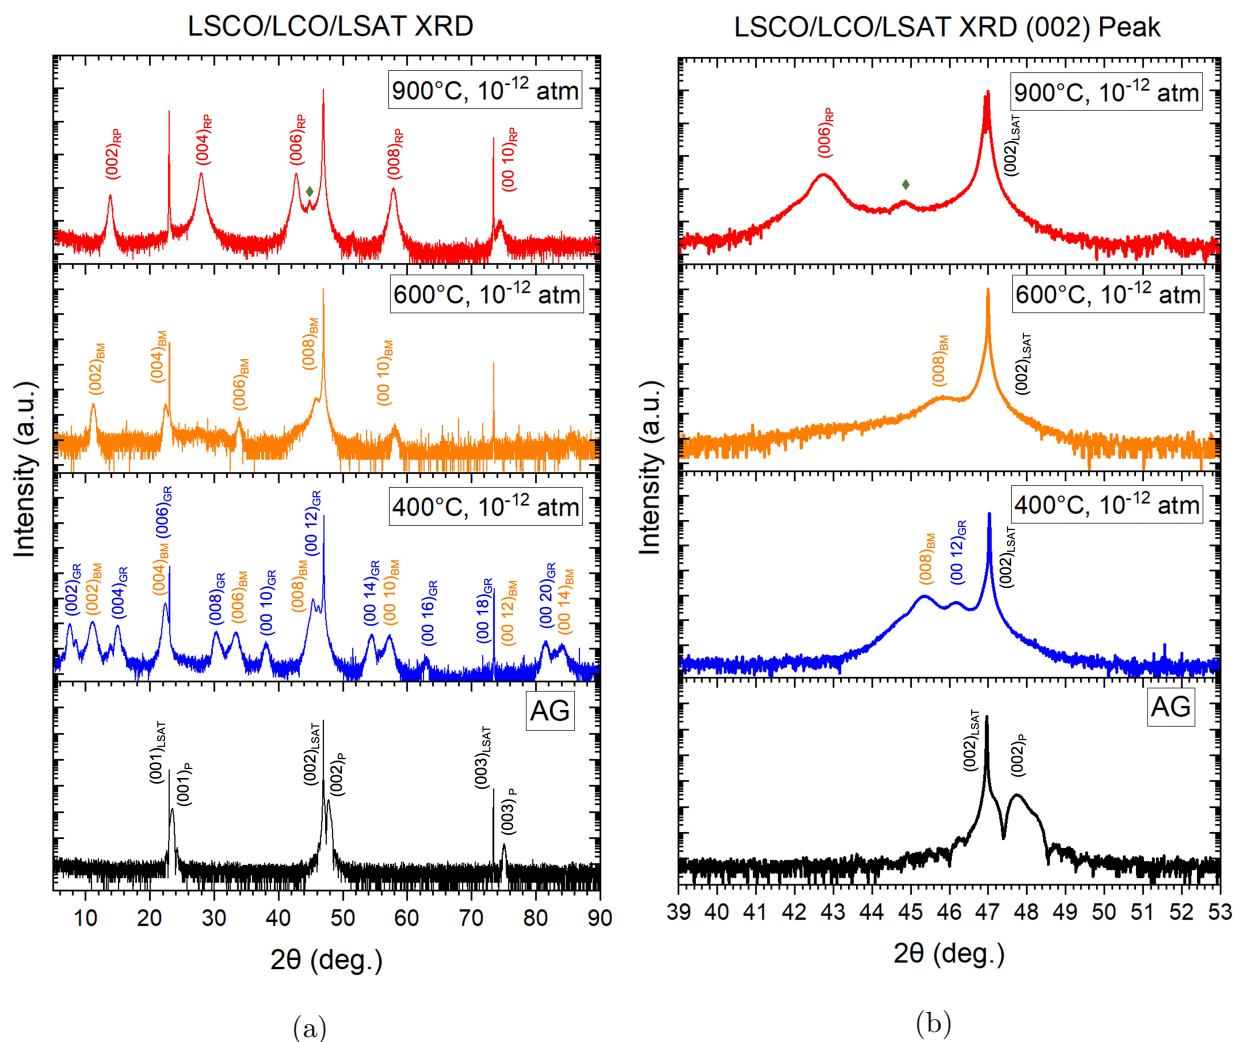 LSCO/LCO/LSAT XRD
900°C, 10⁻¹² atm
(002)RP
(004)RP
(006)RP
(008)RP
(00 10)RP
600°C, 10⁻¹² atm
(002)BM
(004)BM
(006)BM
(008)BM
(00 10)BM
400°C, 10⁻¹² atm
(002)GR
(002)BM
(004)GR
(004)BM
(006)GR
(008)GR
(006)BM
(00 10)GR
(008)BM
(00 12)GR
(00 14)GR
(00 10)BM
(00 16)GR
(00 18)GR
(00 12)BM
(00 20)GR
(00 14)BM
AG
(001)LSAT
(001)P
(002)LSAT
(002)P
(003)LSAT
(003)P
10 20 30 40 50 60 70 80 90
2θ (deg.)
Intensity (a.u.)
(a)
LSCO/LCO/LSAT XRD (002) Peak
900°C, 10⁻¹² atm
(006)RP
(002)LSAT
600°C, 10⁻¹² atm
(008)BM
(002)LSAT
400°C, 10⁻¹² atm
(008)BM
(00 12)GR
(002)LSAT
AG
(002)LSAT
(002)P
39 40 41 42 43 44 45 46 47 48 49 50 51 52 53
2θ (deg.)
Intensity (a.u.)
(b)